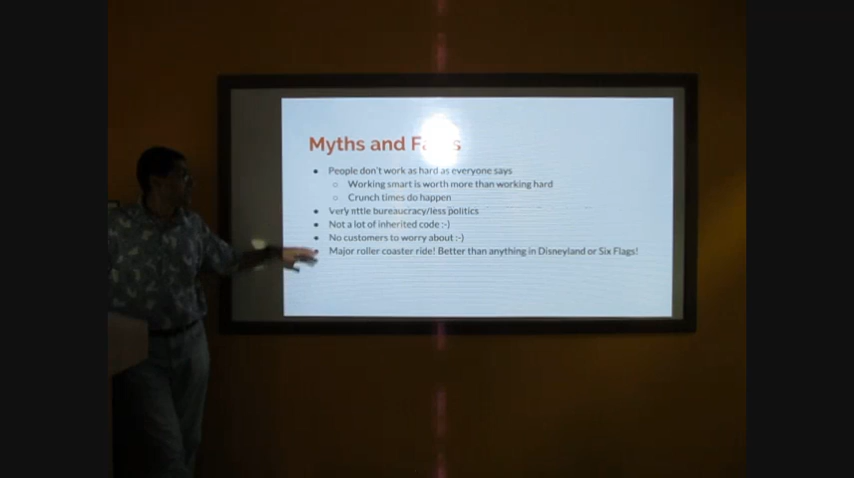 Myths and Facts
People don't work as hard as everyone says
Working smart is worth more than working hard
Crunch times do happen
Very little bureaucracy/less politics
Not a lot of inherited code :-)
No customers to worry about :-)
Major roller coaster ride! Better than anything in Disneyland or Six Flags!